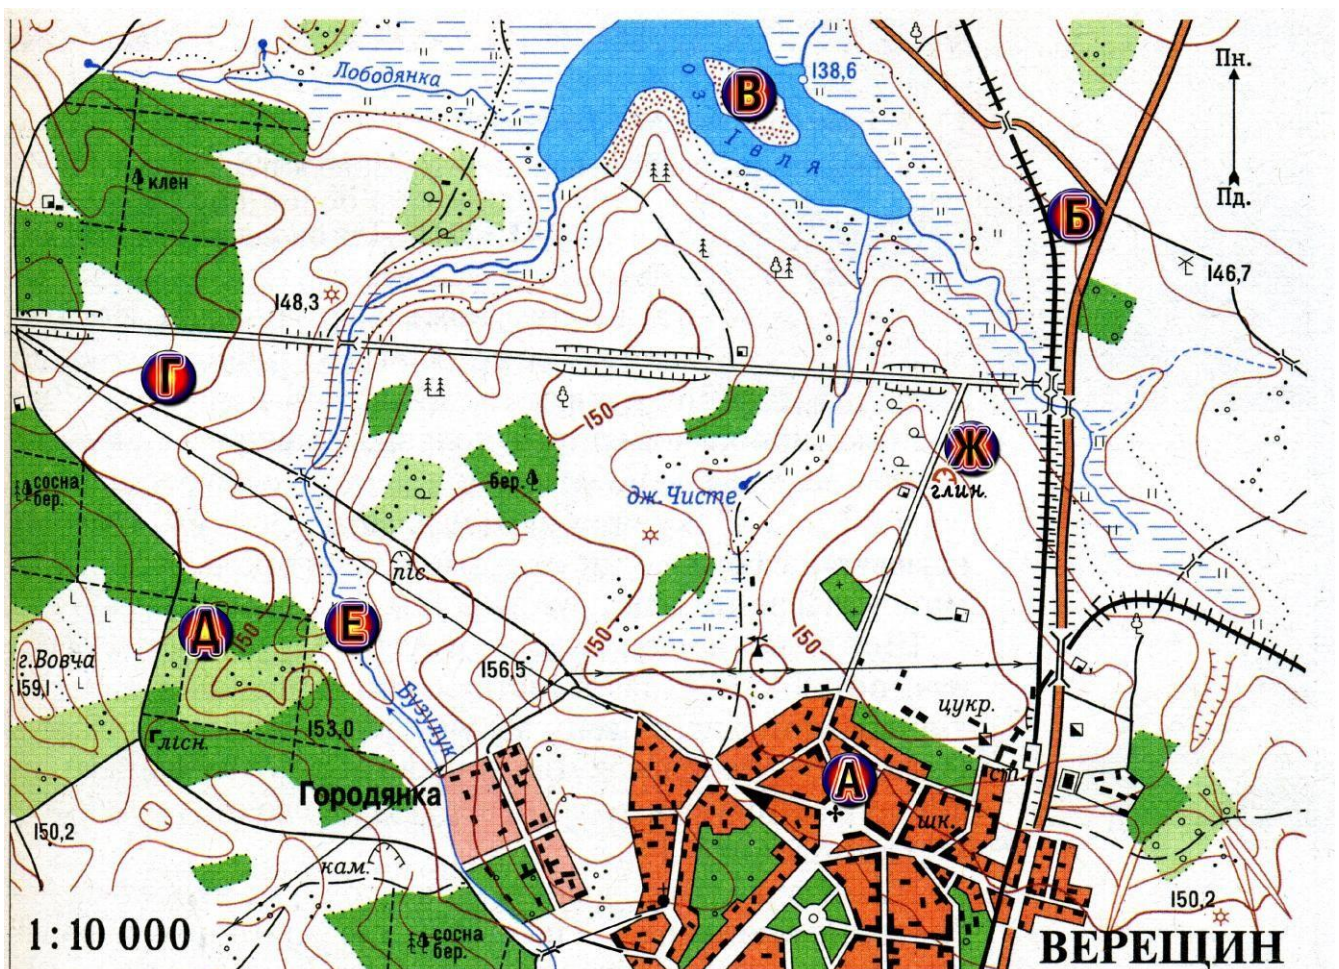 Лободянка
138,6
Пн.
В
оз. Івля
клен
Б
Пд.
148,3
146,7
Г
150
сосна
бер.
бер.
дж. Чисте
Ж
глин.
пів.
Д
150
Е
150
150
г.Вовча
159,1
156,5
Бузулук
цукр.
153,0
лісн.
Городянка
А
ст.
шк.
150,2
кам.
150,2
1:10 000
сосна
бер.
ВЕРЕЩИН